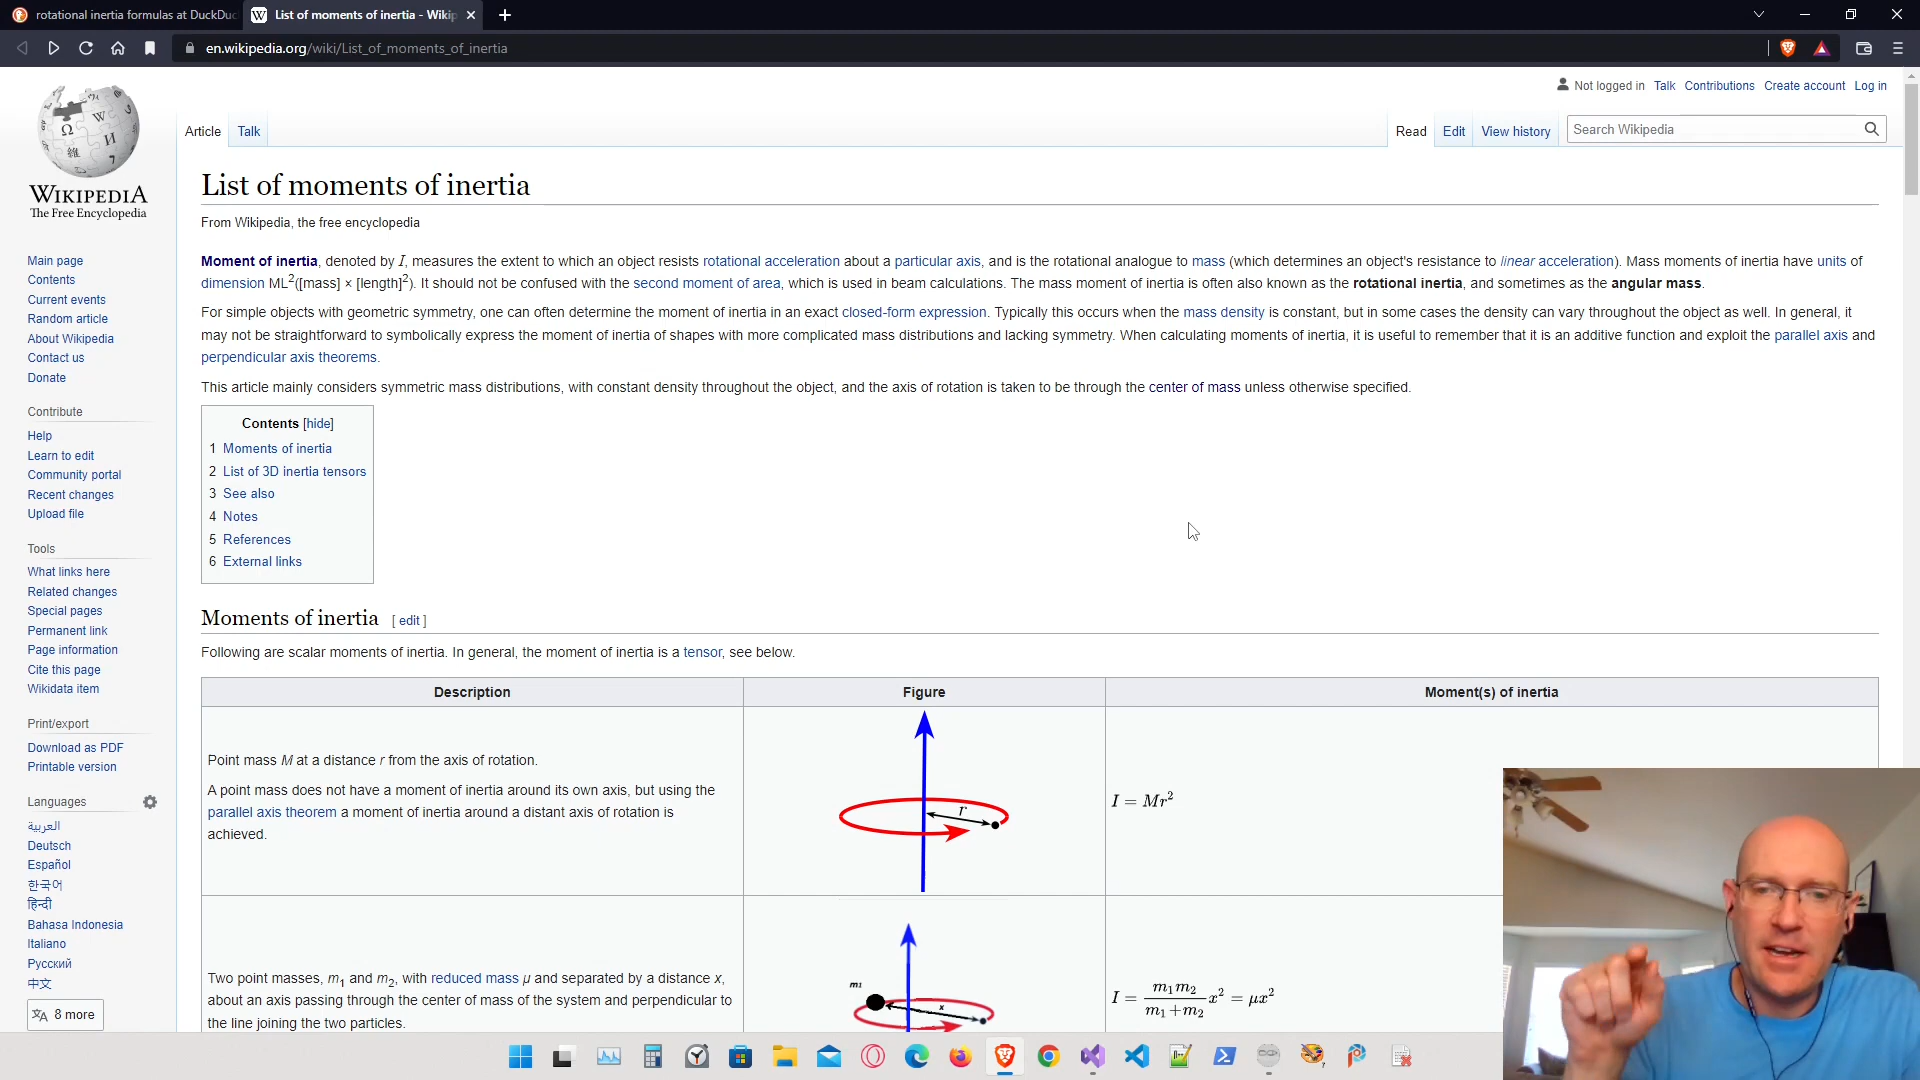 rotational inertia formulas at DuckDuc
List of moments of inertia - Wikip
en.wikipedia.org/wiki/List_of_moments_of_inertia
Not logged in Talk Contributions Create account Log in
Article Talk
Read Edit View history
Search Wikipedia
WIKIPEDIA
The Free Encyclopedia
Main page
Contents
Current events
Random article
About Wikipedia
Contact us
Donate
Contribute
Help
Learn to edit
Community portal
Recent changes
Upload file
Tools
What links here
Related changes
Special pages
Permanent link
Page information
Cite this page
Wikidata item
Print/export
Download as PDF
Printable version
Languages
العربية
Deutsch
Español
한국어
हिन्दी
Bahasa Indonesia
Italiano
Русский
中文
8 more
List of moments of inertia
From Wikipedia, the free encyclopedia
Moment of inertia, denoted by I, measures the extent to which an object resists rotational acceleration about a particular axis, and is the rotational analogue to mass (which determines an object's resistance to linear acceleration). Mass moments of inertia have units of
dimension ML²([mass] × [length]²). It should not be confused with the second moment of area, which is used in beam calculations. The mass moment of inertia is often also known as the rotational inertia, and sometimes as the angular mass.
For simple objects with geometric symmetry, one can often determine the moment of inertia in an exact closed-form expression. Typically this occurs when the mass density is constant, but in some cases the density can vary throughout the object as well. In general, it
may not be straightforward to symbolically express the moment of inertia of shapes with more complicated mass distributions and lacking symmetry. When calculating moments of inertia, it is useful to remember that it is an additive function and exploit the parallel axis and
perpendicular axis theorems.
This article mainly considers symmetric mass distributions, with constant density throughout the object, and the axis of rotation is taken to be through the center of mass unless otherwise specified.
Contents [hide]
1 Moments of inertia
2 List of 3D inertia tensors
3 See also
4 Notes
5 References
6 External links
Moments of inertia [ edit ]
Following are scalar moments of inertia. In general, the moment of inertia is a tensor, see below.
Description Figure Moment(s) of inertia
Point mass M at a distance r from the axis of rotation.
A point mass does not have a moment of inertia around its own axis, but using the
parallel axis theorem a moment of inertia around a distant axis of rotation is
achieved.
r
I = Mr²
Two point masses, m₁ and m₂, with reduced mass μ and separated by a distance x,
about an axis passing through the center of mass of the system and perpendicular to
the line joining the two particles.
m₁
x
I = m₁m₂/(m₁+m₂) x² = μx²